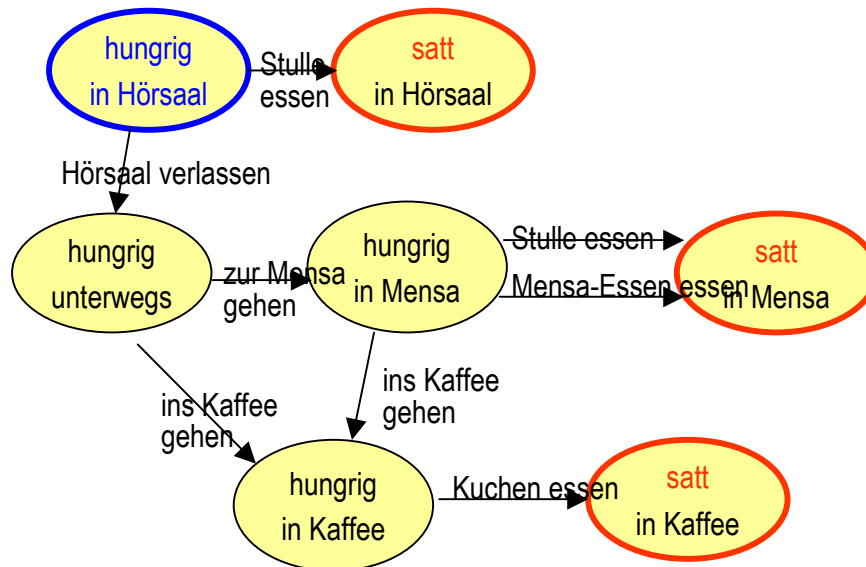 hungrig
in Hörsaal
Stulle
essen
satt
in Hörsaal
Hörsaal verlassen
hungrig
unterwegs
zur Mensa
gehen
hungrig
in Mensa
Stulle essen
Mensa-Essen essen
satt
in Mensa
ins Kaffee
gehen
ins Kaffee
gehen
hungrig
in Kaffee
Kuchen essen
satt
in Kaffee